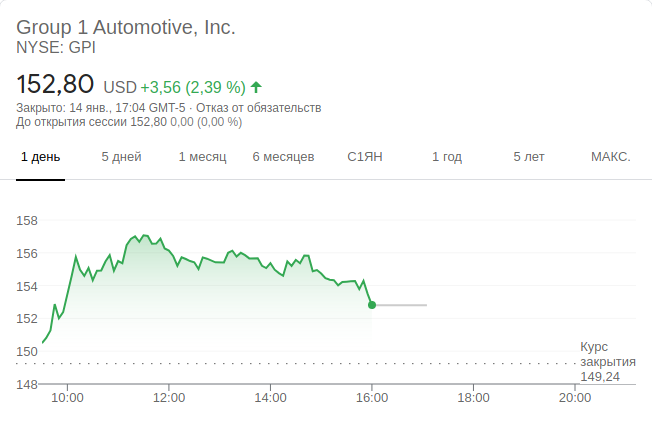 Group 1 Automotive, Inc.
NYSE: GPI
152,80 USD +3,56 (2,39 %)
Закрыто: 14 янв., 17:04 GMT-5 · Отказ от обязательств
До открытия сессии 152,80 0,00 (0,00 %)
1 день 5 дней 1 месяц 6 месяцев С1ЯН 1 год 5 лет МАКС.
158
156
154
152
150
148
Курс
закрытия
149,24
10:00 12:00 14:00 16:00 18:00 20:00